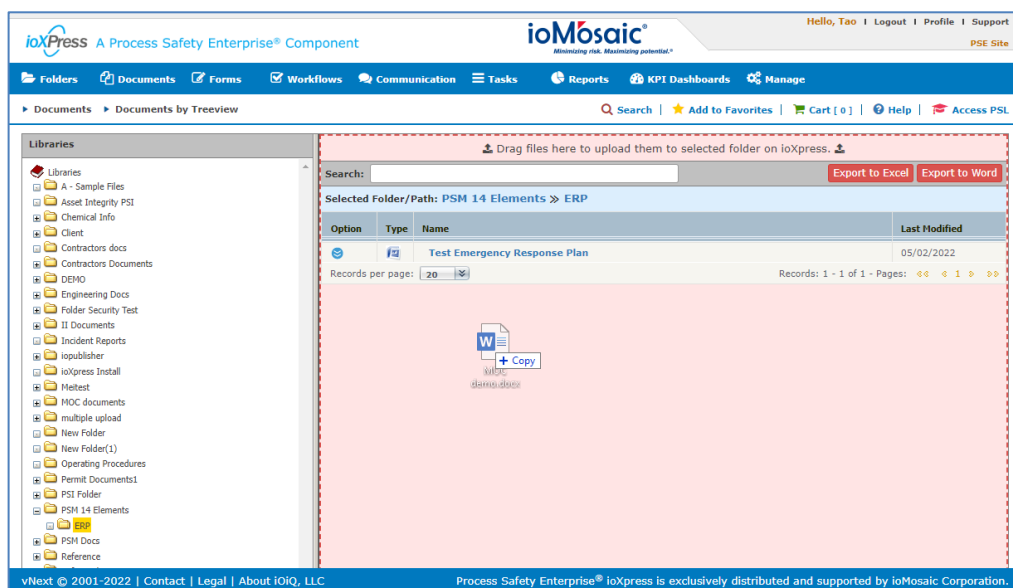 Hello, Tao | Logout | Profile | Support
ioXPress A Process Safety Enterprise® Component
ioMosaic®
Minimizing risk. Maximizing potential.®
PSE Site
Folders Documents Forms Workflows Communication Tasks Reports KPI Dashboards Manage
Documents Documents by Treeview
Search | Add to Favorites | Cart [ 0 ] | Help | Access PSL
Libraries
Libraries
A - Sample Files
Asset Integrity PSI
Chemical Info
Client
Contractors docs
Contractors Documents
DEMO
Engineering Docs
Folder Security Test
II Documents
Incident Reports
iopublisher
ioXpress Install
Meitest
MOC documents
multiple upload
New Folder
New Folder(1)
Operating Procedures
Permit Documents1
PSI Folder
PSM 14 Elements
ERP
PSM Docs
Reference
Drag files here to upload them to selected folder on ioXpress.
Search:
Export to Excel Export to Word
Selected Folder/Path: PSM 14 Elements » ERP
Option Type Name Last Modified
Test Emergency Response Plan 05/02/2022
Records per page: 20 Records: 1 - 1 of 1 - Pages: 1
W
+ Copy
MOC
demo.docx
vNext © 2001-2022 | Contact | Legal | About iOiQ, LLC
Process Safety Enterprise® ioXpress is exclusively distributed and supported by ioMosaic Corporation.